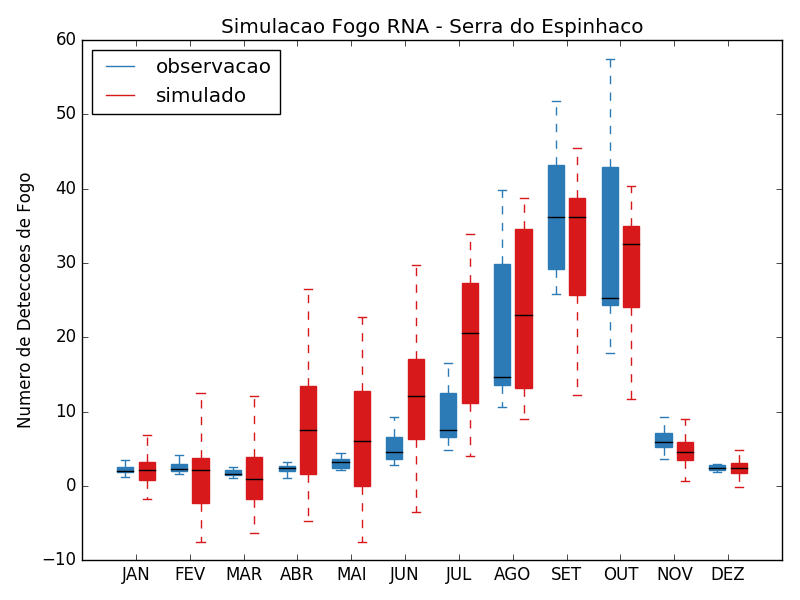 Simulacao Fogo RNA - Serra do Espinhaco
observacao
simulado
Numero de Deteccoes de Fogo
60
50
40
30
20
10
0
−10
JAN FEV MAR ABR MAI JUN JUL AGO SET OUT NOV DEZ